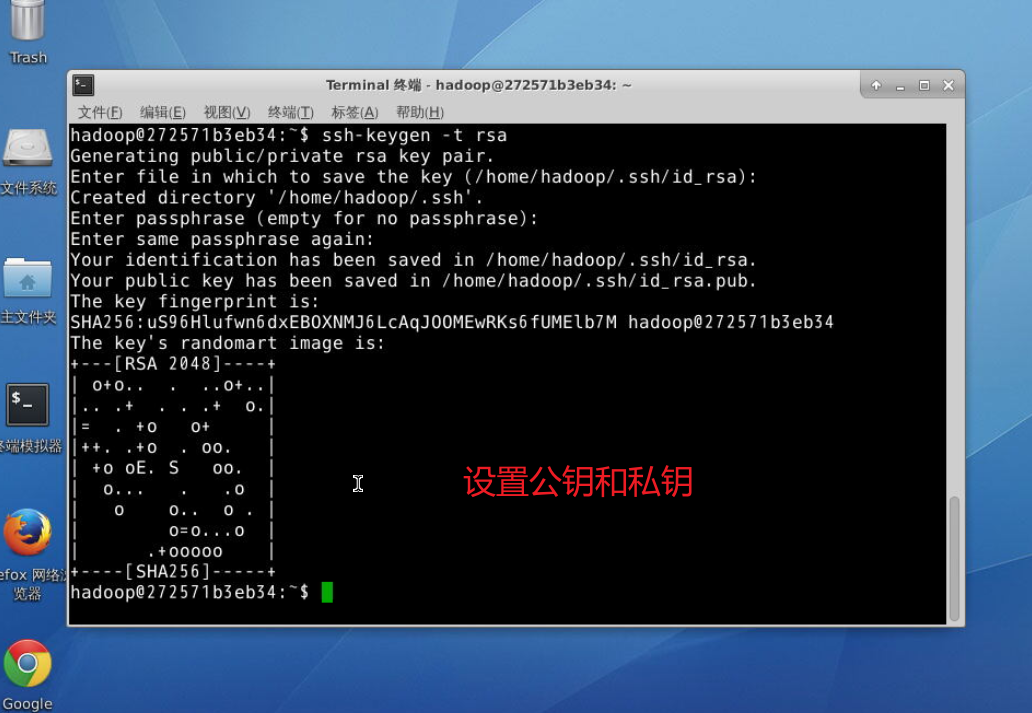 Trash
文件系统
主文件夹
终端模拟器
efox 网络浏
览器
Google
Terminal 终端 - hadoop@272571b3eb34: ~
文件(F) 编辑(E) 视图(V) 终端(T) 标签(A) 帮助(H)
hadoop@272571b3eb34:~$ ssh-keygen -t rsa
Generating public/private rsa key pair.
Enter file in which to save the key (/home/hadoop/.ssh/id_rsa):
Created directory '/home/hadoop/.ssh'.
Enter passphrase (empty for no passphrase):
Enter same passphrase again:
Your identification has been saved in /home/hadoop/.ssh/id_rsa.
Your public key has been saved in /home/hadoop/.ssh/id_rsa.pub.
The key fingerprint is:
SHA256:uS96Hlufwn6dxEBOXNMJ6LcAqJOOMEwRKs6fUMElb7M hadoop@272571b3eb34
The key's randomart image is:
+---[RSA 2048]----+
| o+o..  .  ..o+..|
|.. .+  . . .+  o.|
|=  . +o   o+     |
|++. .+o  . oo.   |
| +o oE. S   oo.  |
|  o...   .   .o  |
|   o    o..  o . |
|        o=o...o  |
|      .+ooooo    |
+----[SHA256]-----+
hadoop@272571b3eb34:~$
设置公钥和私钥